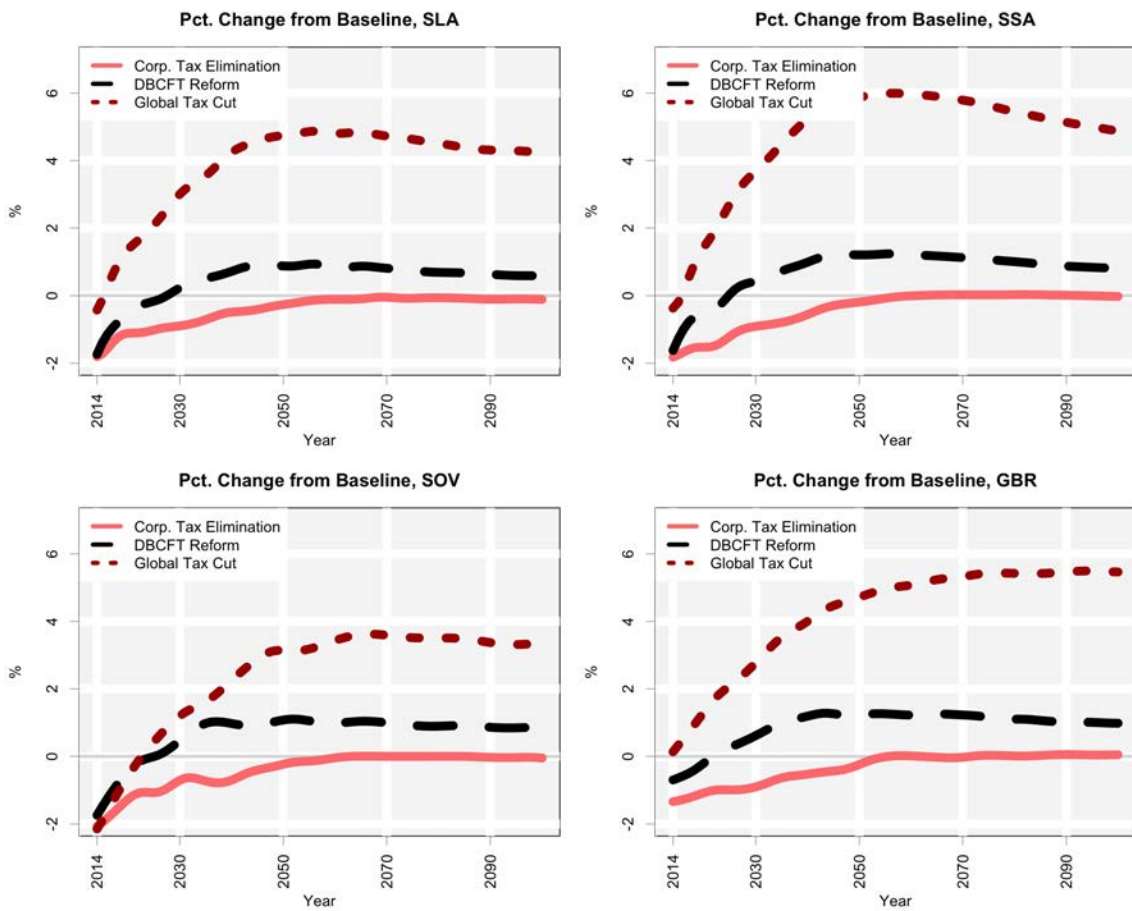 Pct. Change from Baseline, SLA
Corp. Tax Elimination
DBCFT Reform
Global Tax Cut
%
6
4
2
0
-2
2014
2030
2050
2070
2090
Year
Pct. Change from Baseline, SSA
Corp. Tax Elimination
DBCFT Reform
Global Tax Cut
%
6
4
2
0
-2
2014
2030
2050
2070
2090
Year
Pct. Change from Baseline, SOV
Corp. Tax Elimination
DBCFT Reform
Global Tax Cut
%
6
4
2
0
-2
2014
2030
2050
2070
2090
Year
Pct. Change from Baseline, GBR
Corp. Tax Elimination
DBCFT Reform
Global Tax Cut
%
6
4
2
0
-2
2014
2030
2050
2070
2090
Year